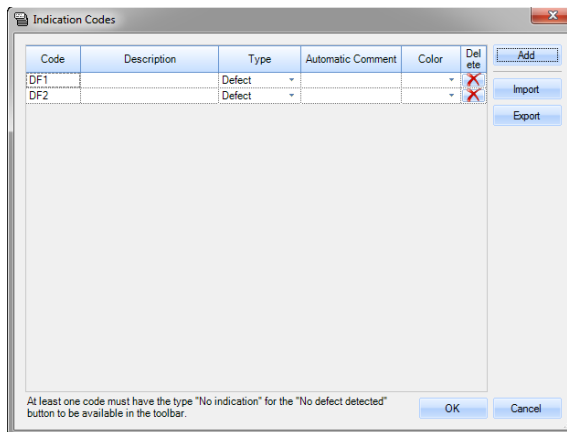 Indication Codes
Code Description Type Automatic Comment Color Del
ete
Add
DF1 Defect
DF2 Defect
Import
Export
At least one code must have the type "No indication" for the "No defect detected"
button to be available in the toolbar.
OK Cancel